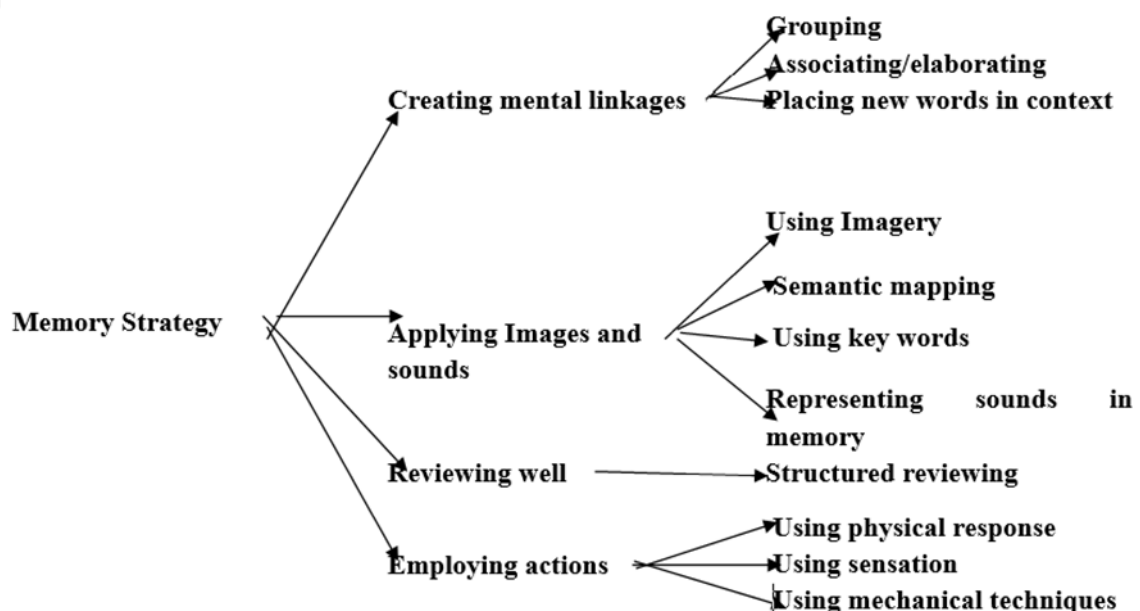 Grouping
Associating/elaborating
Creating mental linkages
Placing new words in context
Using Imagery
Semantic mapping
Memory Strategy
Applying Images and
sounds
Using key words
Representing sounds in
memory
Reviewing well
Structured reviewing
Using physical response
Employing actions
Using sensation
Using mechanical techniques